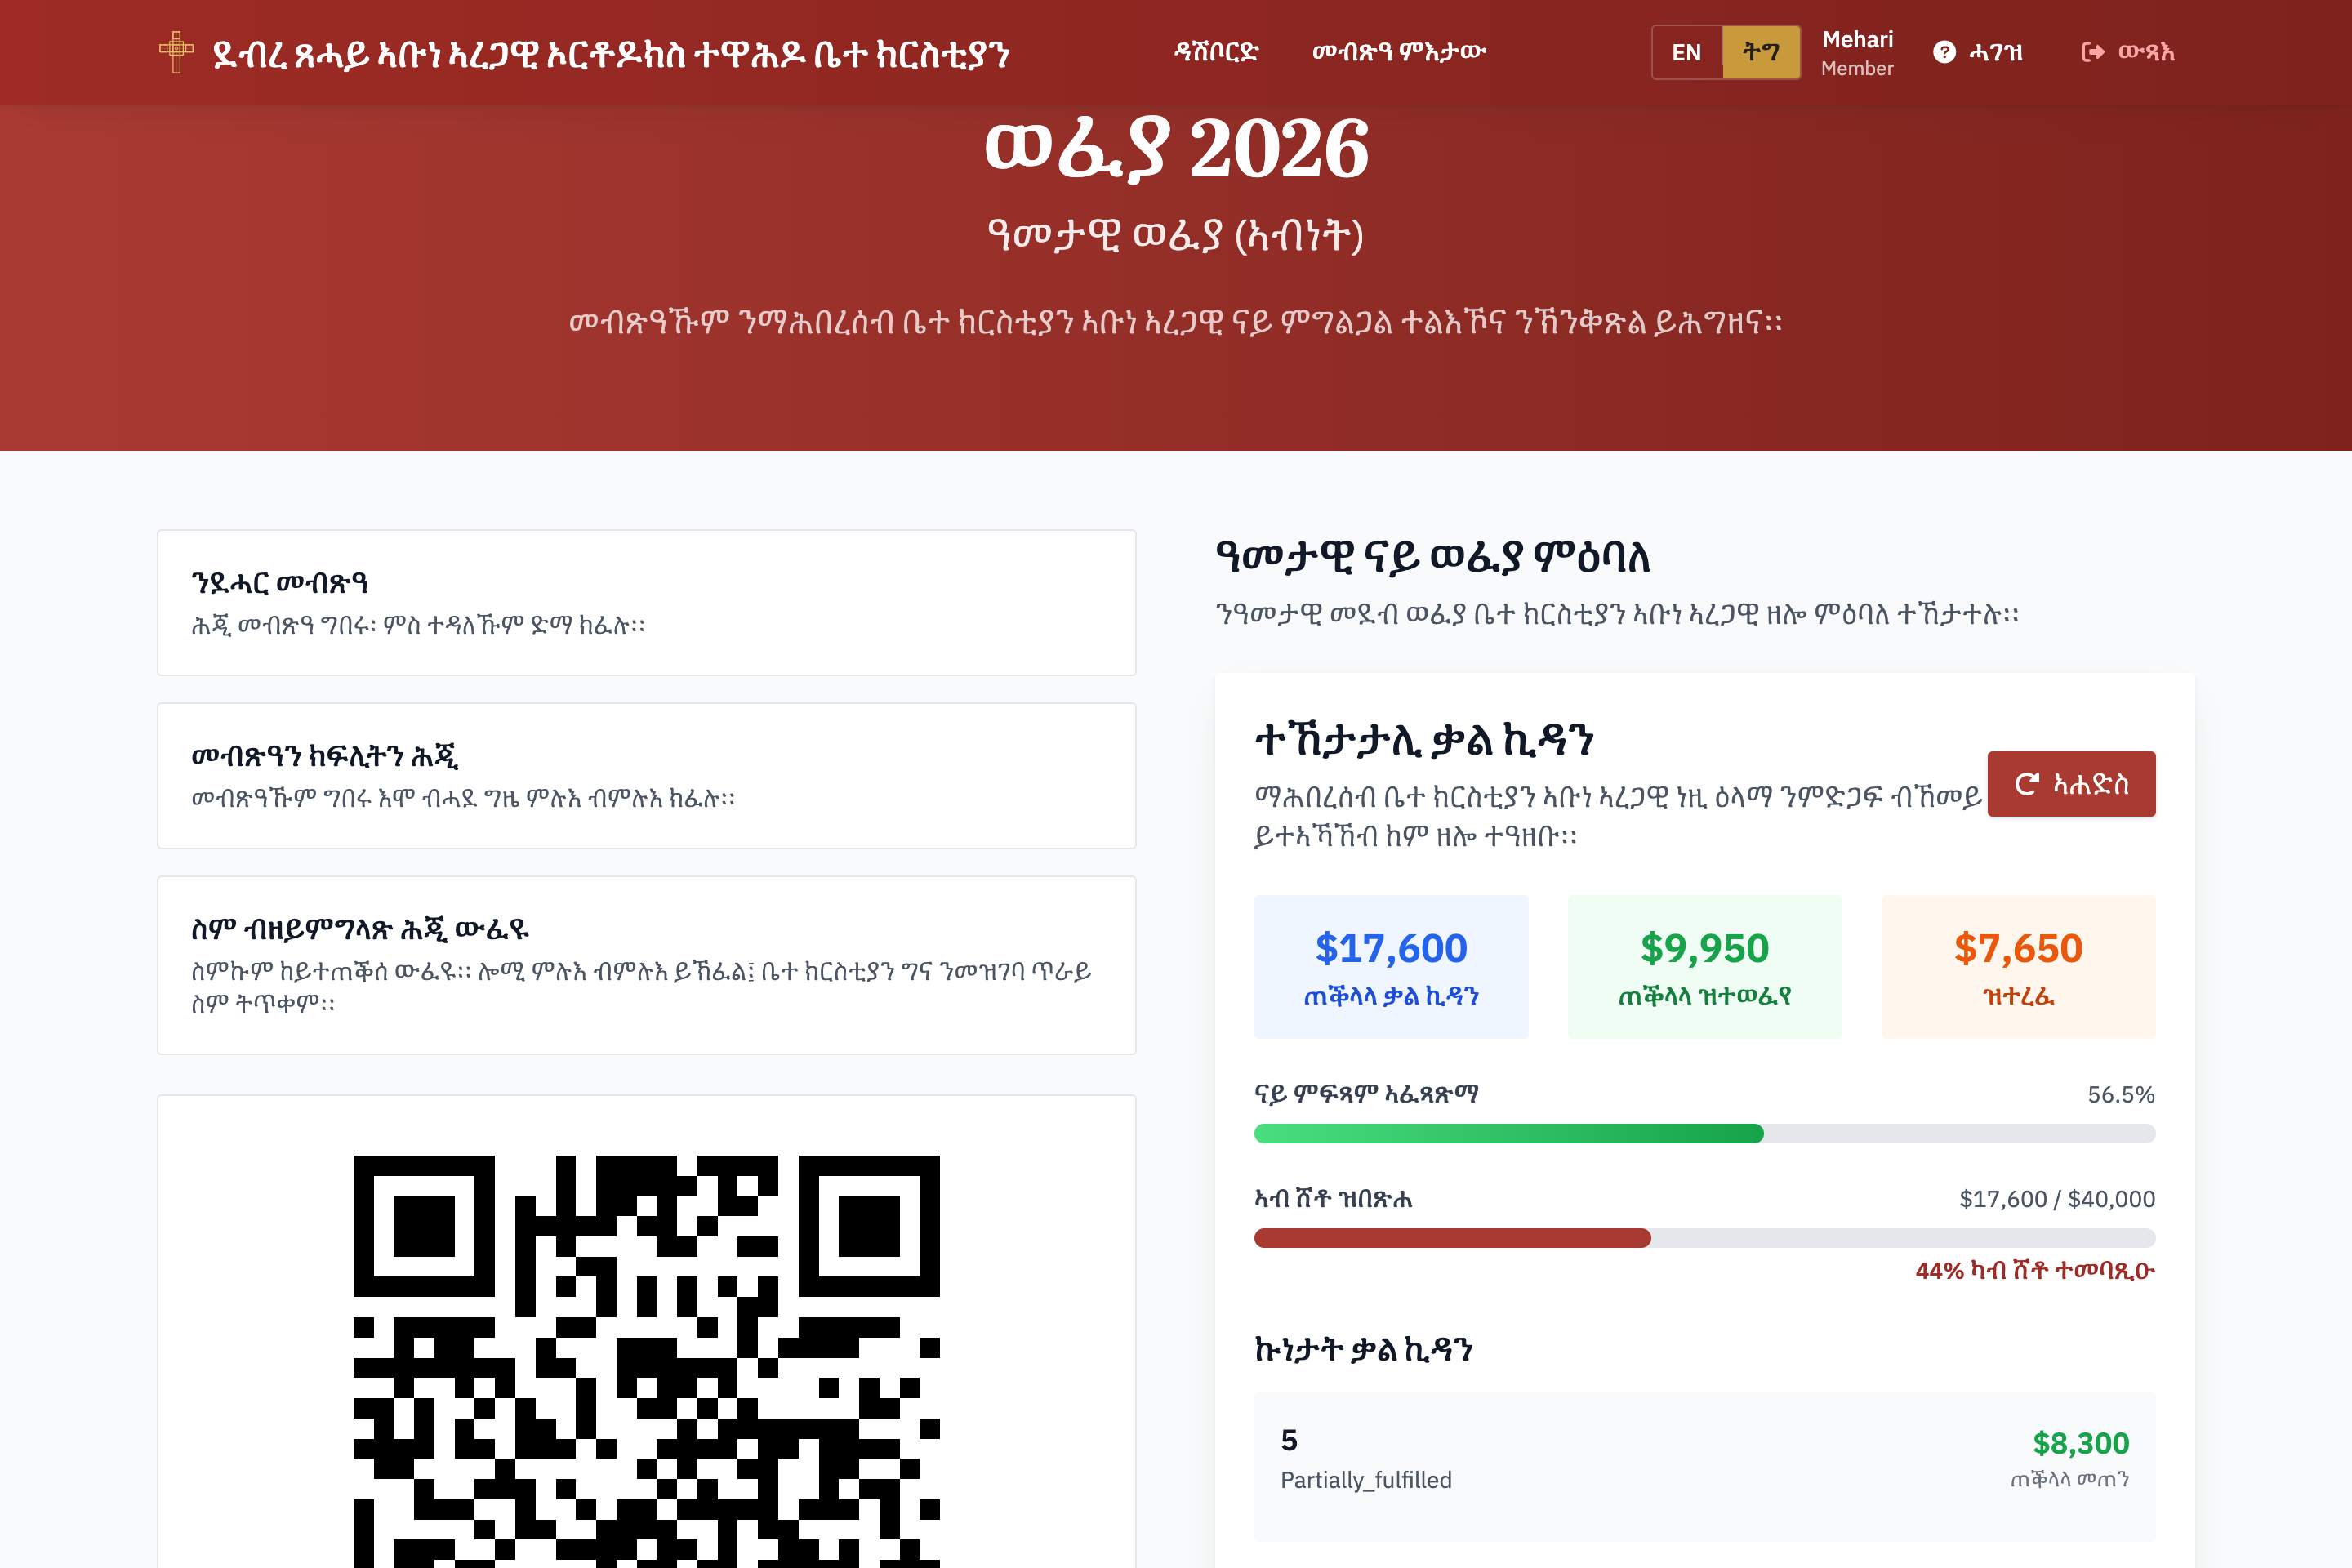 ደብረ ጸሓይ ኣቡነ ኣረጋዊ ኦርቶዶክስ ተዋሕዶ ቤተ ክርስቲያን
ዳሽቦርድ
መብጽዓ ምእታው
EN
ትግ
Mehari
Member
ሓገዝ
ውጻእ
ወፈያ 2026
ዓመታዊ ወፈያ (ኣብነት)
መብጽዓኹም ንማሕበረሰብ ቤተ ክርስቲያን ኣቡነ ኣረጋዊ ናይ ምግልጋል ተልእኾና ንኽንቅጽል ይሕግዘና።
ንደሓር መብጽዓ
ሕጂ መብጽዓ ግበሩ፡ ምስ ተዳለኹም ድማ ክፈሉ።
መብጽዓን ክፍሊትን ሕጂ
መብጽዓኹም ግበሩ እሞ ብሓደ ግዜ ምሉእ ብምሉእ ክፈሉ።
ስም ብዘይምግላጽ ሕጂ ውፈዩ
ስምኩም ከይተጠቕሰ ውፈዩ። ሎሚ ምሉእ ብምሉእ ይኽፈል፤ ቤተ ክርስቲያን ግና ንመዝገባ ጥራይ
ስም ትጥቀም።
ዓመታዊ ናይ ወፈያ ምዕባለ
ንዓመታዊ መደብ ወፈያ ቤተ ክርስቲያን ኣቡነ ኣረጋዊ ዘሎ ምዕባለ ተኸታተሉ።
ተኸታታሊ ቃል ኪዳን
ማሕበረሰብ ቤተ ክርስቲያን ኣቡነ ኣረጋዊ ነዚ ዕላማ ንምድጋፍ ብኸመይ
ይተኣኻኸብ ከም ዘሎ ተዓዘቡ።
ኣሐድስ
$17,600
ጠቕላላ ቃል ኪዳን
$9,950
ጠቕላላ ዝተወፈየ
$7,650
ዝተረፈ
ናይ ምፍጻም ኣፈጻጽማ
56.5%
ኣብ ሸቶ ዝበጽሐ
$17,600 / $40,000
44% ካብ ሸቶ ተመባጺዑ
ኩነታት ቃል ኪዳን
5
Partially_fulfilled
$8,300
ጠቕላላ መጠን